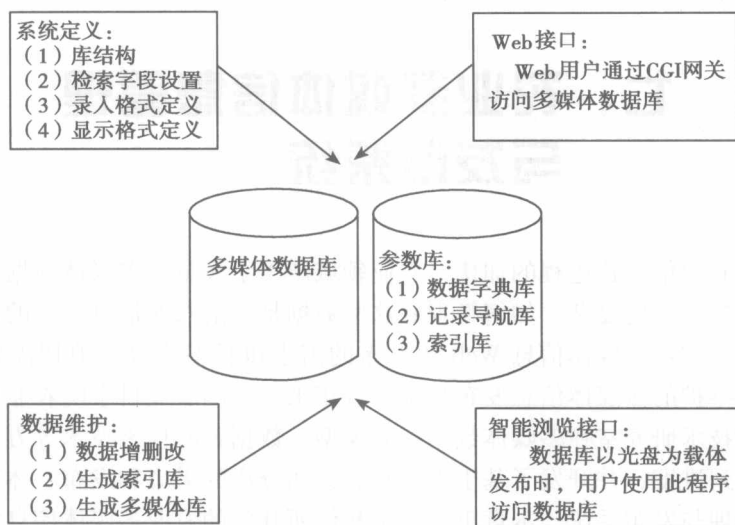 系统定义：
（1）库结构
（2）检索字段设置
（3）录入格式定义
（4）显示格式定义
Web接口：
Web用户通过CGI网关
访问多媒体数据库
多媒体数据库
参数库：
（1）数据字典库
（2）记录导航库
（3）索引库
数据维护：
（1）数据增删改
（2）生成索引库
（3）生成多媒体库
智能浏览接口：
数据库以光盘为载体
发布时，用户使用此程序
访问数据库